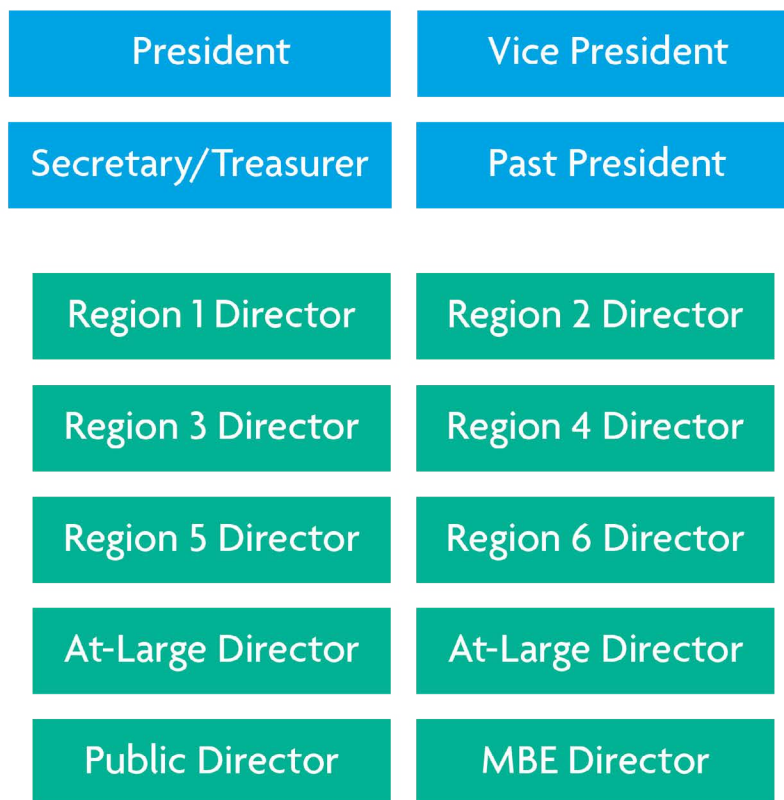 President
Vice President
Secretary/Treasurer
Past President
Region 1 Director
Region 2 Director
Region 3 Director
Region 4 Director
Region 5 Director
Region 6 Director
At-Large Director
At-Large Director
Public Director
MBE Director